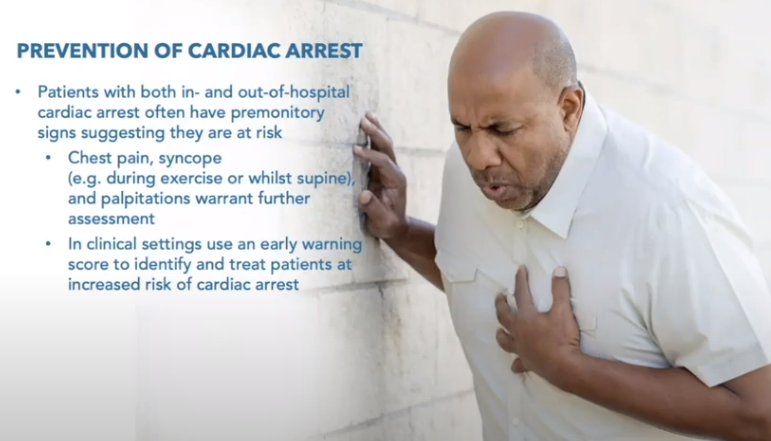 PREVENTION OF CARDIAC ARREST
• Patients with both in- and out-of-hospital
cardiac arrest often have premonitory
signs suggesting they are at risk
• Chest pain, syncope
(e.g. during exercise or whilst supine),
and palpitations warrant further
assessment
• In clinical settings use an early warning
score to identify and treat patients at
increased risk of cardiac arrest